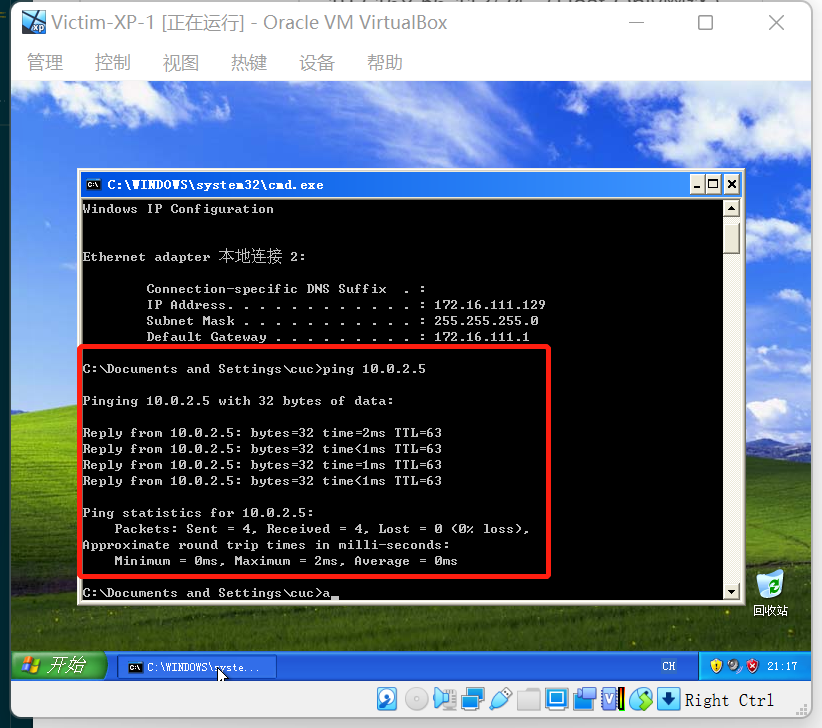 Victim-XP-1 [正在运行] - Oracle VM VirtualBox
管理 控制 视图 热键 设备 帮助
C:\WINDOWS\system32\cmd.exe
Windows IP Configuration
Ethernet adapter 本地连接 2:
Connection-specific DNS Suffix . :
IP Address. . . . . . . . . . . . : 172.16.111.129
Subnet Mask . . . . . . . . . . . : 255.255.255.0
Default Gateway . . . . . . . . . : 172.16.111.1
C:\Documents and Settings\cuc>ping 10.0.2.5
Pinging 10.0.2.5 with 32 bytes of data:
Reply from 10.0.2.5: bytes=32 time=2ms TTL=63
Reply from 10.0.2.5: bytes=32 time<1ms TTL=63
Reply from 10.0.2.5: bytes=32 time=1ms TTL=63
Reply from 10.0.2.5: bytes=32 time<1ms TTL=63
Ping statistics for 10.0.2.5:
Packets: Sent = 4, Received = 4, Lost = 0 (0% loss),
Approximate round trip times in milli-seconds:
Minimum = 0ms, Maximum = 2ms, Average = 0ms
C:\Documents and Settings\cuc>a_
回收站
开始 C:\WINDOWS\syste... CH 21:17
Right Ctrl